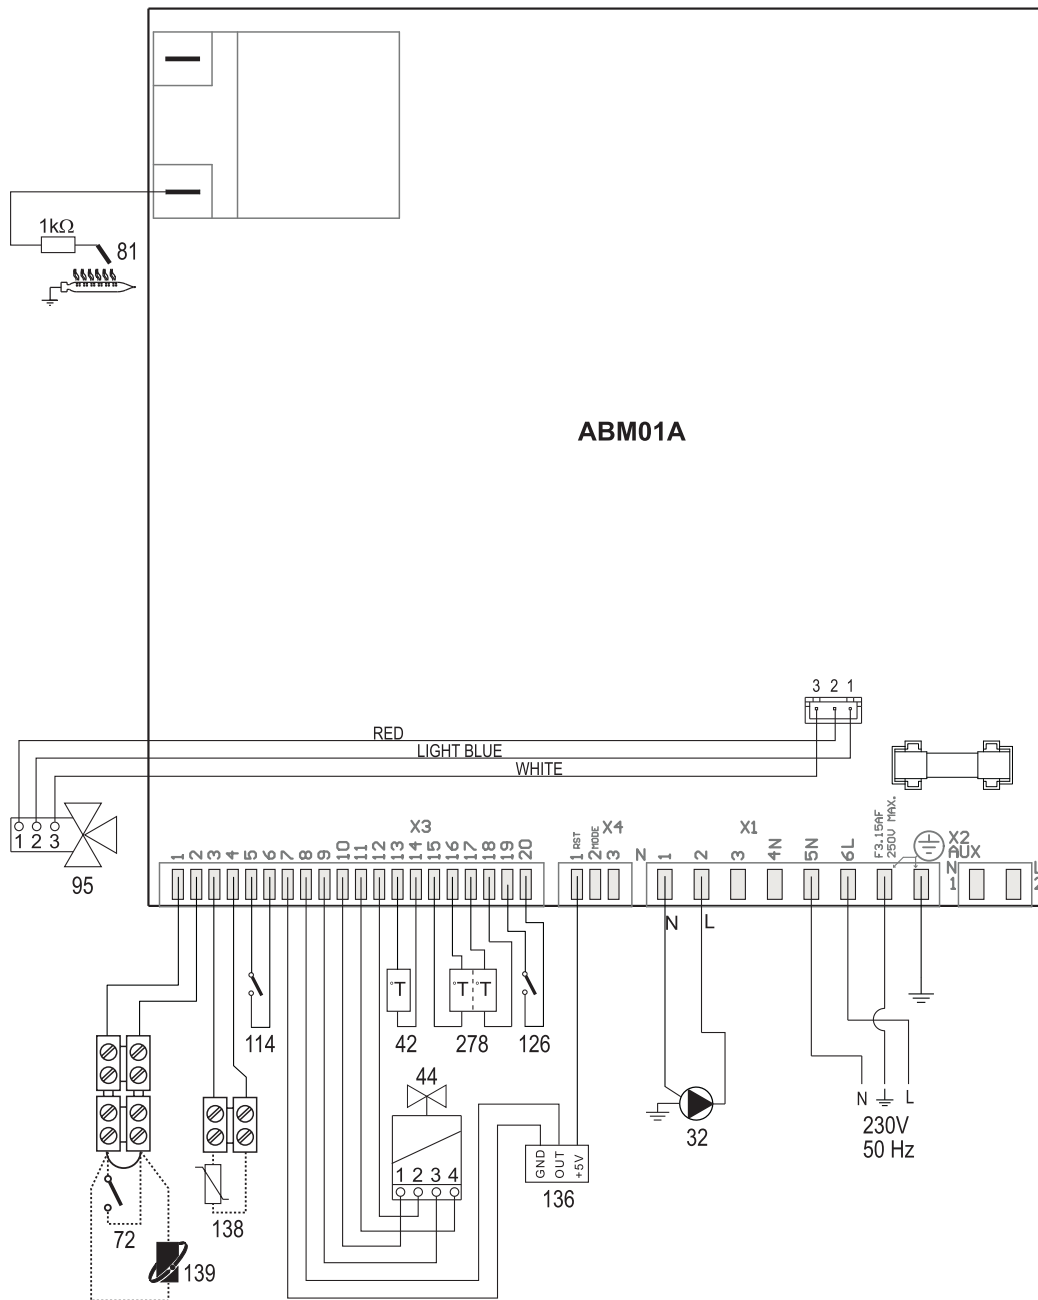 1kΩ
81
ABM01A
3 2 1
RED
LIGHT BLUE
WHITE
1 2 3
95
X3
1 2 3 4 5 6 7 8 9 10 11 12 13 14 15 16 17 18 19 20
X4
1 RST
2 MODE
3
N
X1
1 2 3 4N 5N 6L
F3.15AF
250V MAX.
X2
AUX
N
1
L
2
N
L
°T
°T °T
114
42
278
126
44
1 2 3 4
GND
OUT
+5V
136
32
N L
230V
50 Hz
72
138
139